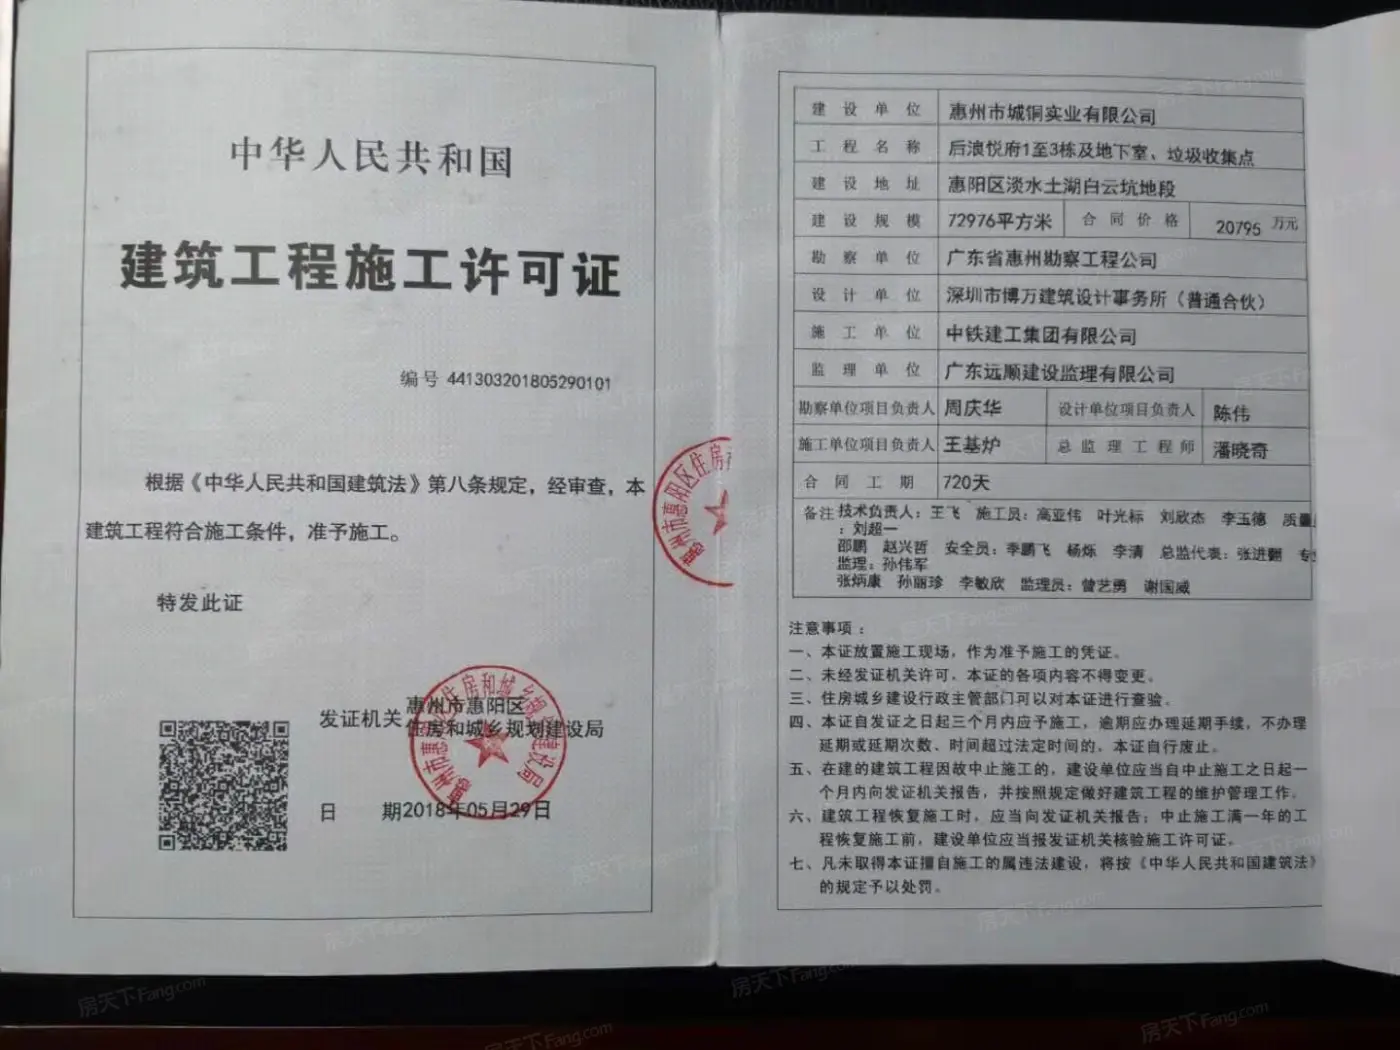 中华人民共和国
建筑工程施工许可证
编号 441303201805290101
根据《中华人民共和国建筑法》第八条规定，经审查，本
建筑工程符合施工条件，准予施工。
特发此证
发证机关 惠州市惠阳区
住房和城乡规划建设局
日 期2018年05月29日
惠州市惠阳区住房
建设单位 惠州市城铜实业有限公司
工程名称 后浪悦府1至3栋及地下室、垃圾收集点
建设地址 惠阳区淡水土湖白云坑地段
建设规模 72976平方米 合同价格 20795 万元
勘察单位 广东省惠州勘察工程公司
设计单位 深圳市博万建筑设计事务所（普通合伙）
施工单位 中铁建工集团有限公司
监理单位 广东远顺建设监理有限公司
勘察单位项目负责人 周庆华 设计单位项目负责人 陈伟
施工单位项目负责人 王基炉 总监理工程师 潘晓奇
合同工期 720天
备注 技术负责人：王飞 施工员：高亚伟 叶光标 刘欣杰 李玉德 质量
：刘超一
邵鹏 赵兴哲 安全员：季鹏飞 杨烁 李清 总监代表：张进翻 专
监理：孙伟军
张炳康 孙丽珍 李敏欣 监理员：曾艺勇 谢国威
注意事项：
一、本证放置施工现场，作为准予施工的凭证。
二、未经发证机关许可，本证的各项内容不得变更。
三、住房城乡建设行政主管部门可以对本证进行查验。
四、本证自发证之日起三个月内应予施工，逾期应办理延期手续，不办理
延期或延期次数、时间超过法定时间的，本证自行废止。
五、在建的建筑工程因故中止施工的，建设单位应当自中止施工之日起一
个月内向发证机关报告，并按照规定做好建筑工程的维护管理工作。
六、建筑工程恢复施工时，应当向发证机关报告；中止施工满一年的工
程恢复施工前，建设单位应当报发证机关核验施工许可证。
七、凡未取得本证擅自施工的属违法建设，将按《中华人民共和国建筑法》
的规定予以处罚。
房天下Fang.com